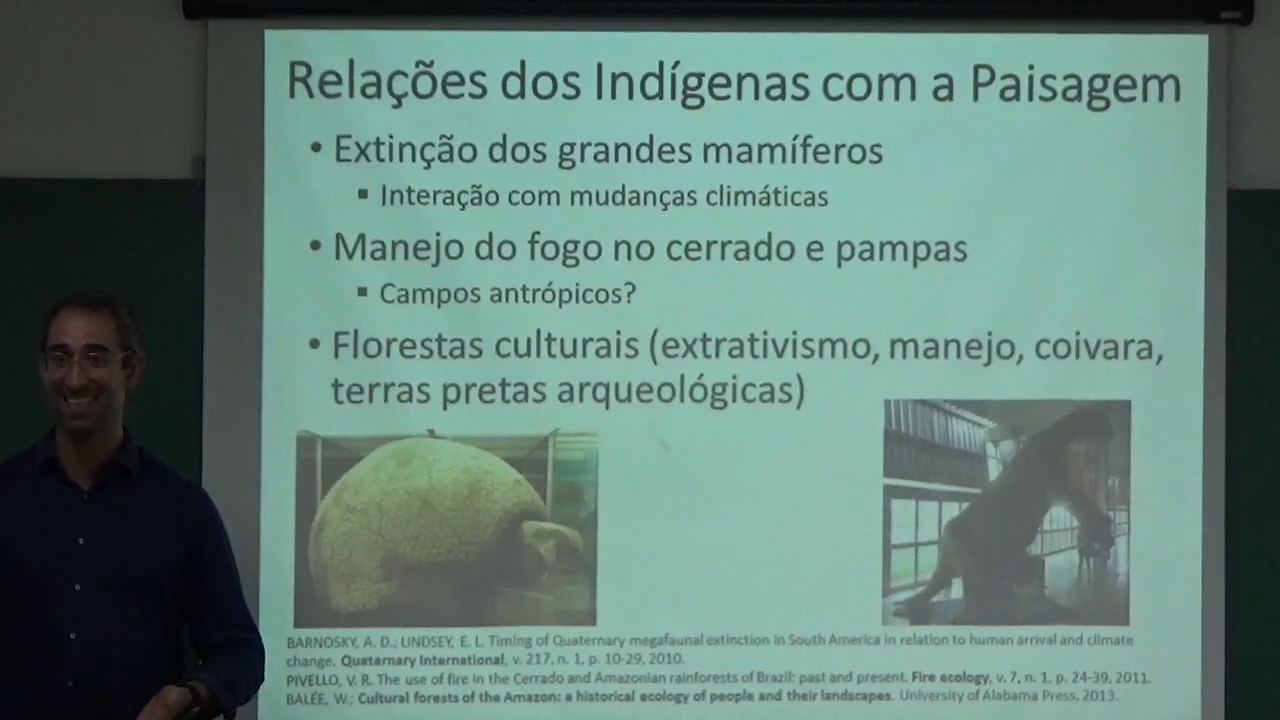 Relações dos Indígenas com a Paisagem
• Extinção dos grandes mamíferos
▪ Interação com mudanças climáticas
• Manejo do fogo no cerrado e pampas
▪ Campos antrópicos?
• Florestas culturais (extrativismo, manejo, coivara,
terras pretas arqueológicas)
BARNOSKY, A. D.; LINDSEY, E. L. Timing of Quaternary megafaunal extinction in South America in relation to human arrival and climate
change. Quaternary International, v. 217, n. 1, p. 10-29, 2010.
PIVELLO, V. R. The use of fire in the Cerrado and Amazonian rainforests of Brazil: past and present. Fire ecology, v. 7, n. 1, p. 24-39, 2011.
BALÉE, W.; Cultural forests of the Amazon: a historical ecology of people and their landscapes. University of Alabama Press, 2013.